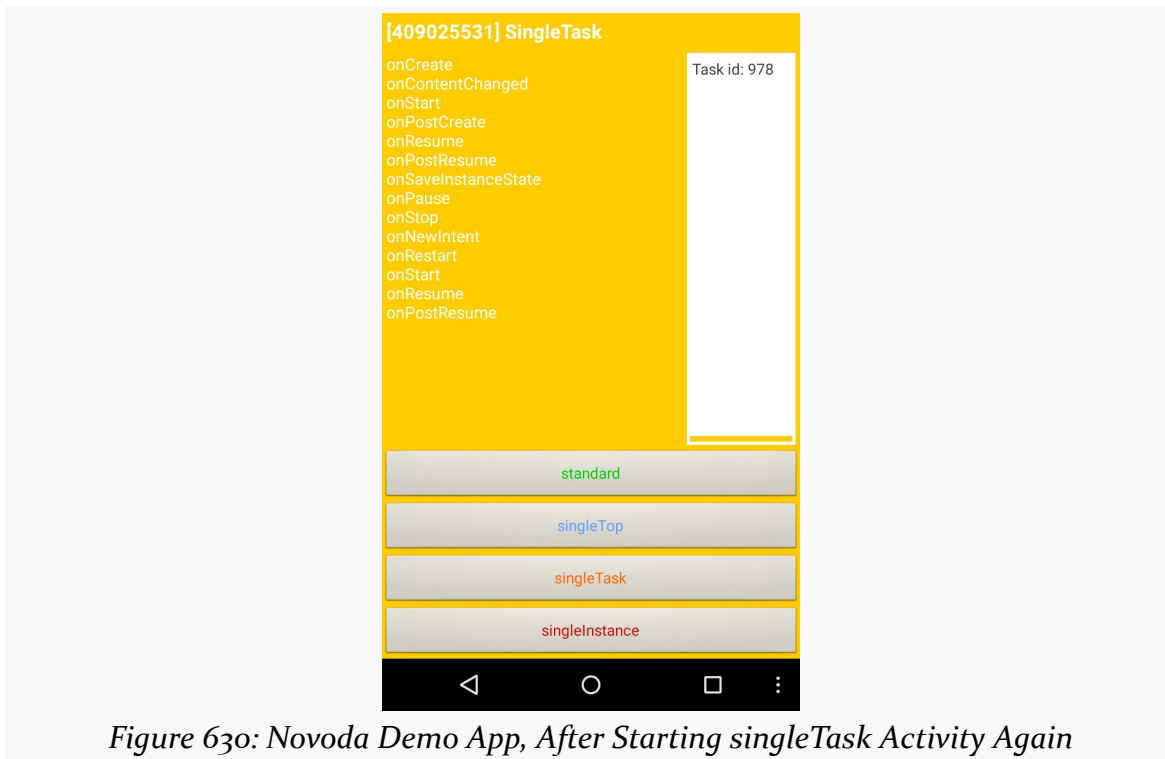 [409025531] SingleTask
onCreate
onContentChanged
onStart
onPostCreate
onResume
onPostResume
onSaveInstanceState
onPause
onStop
onNewIntent
onRestart
onStart
onResume
onPostResume
Task id: 978
standard
singleTop
singleTask
singleInstance
Figure 630: Novoda Demo App, After Starting singleTask Activity Again